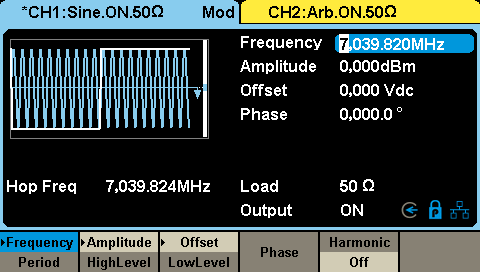 *CH1:Sine.ON.50Ω Mod CH2:Arb.ON.50Ω
Frequency 7,039.820MHz
Amplitude 0,000dBm
Offset 0,000 Vdc
Phase 0,000.0 °
Hop Freq 7,039.824MHz Load 50 Ω
Output ON
Frequency Amplitude Offset Phase Harmonic
Period HighLevel LowLevel Off